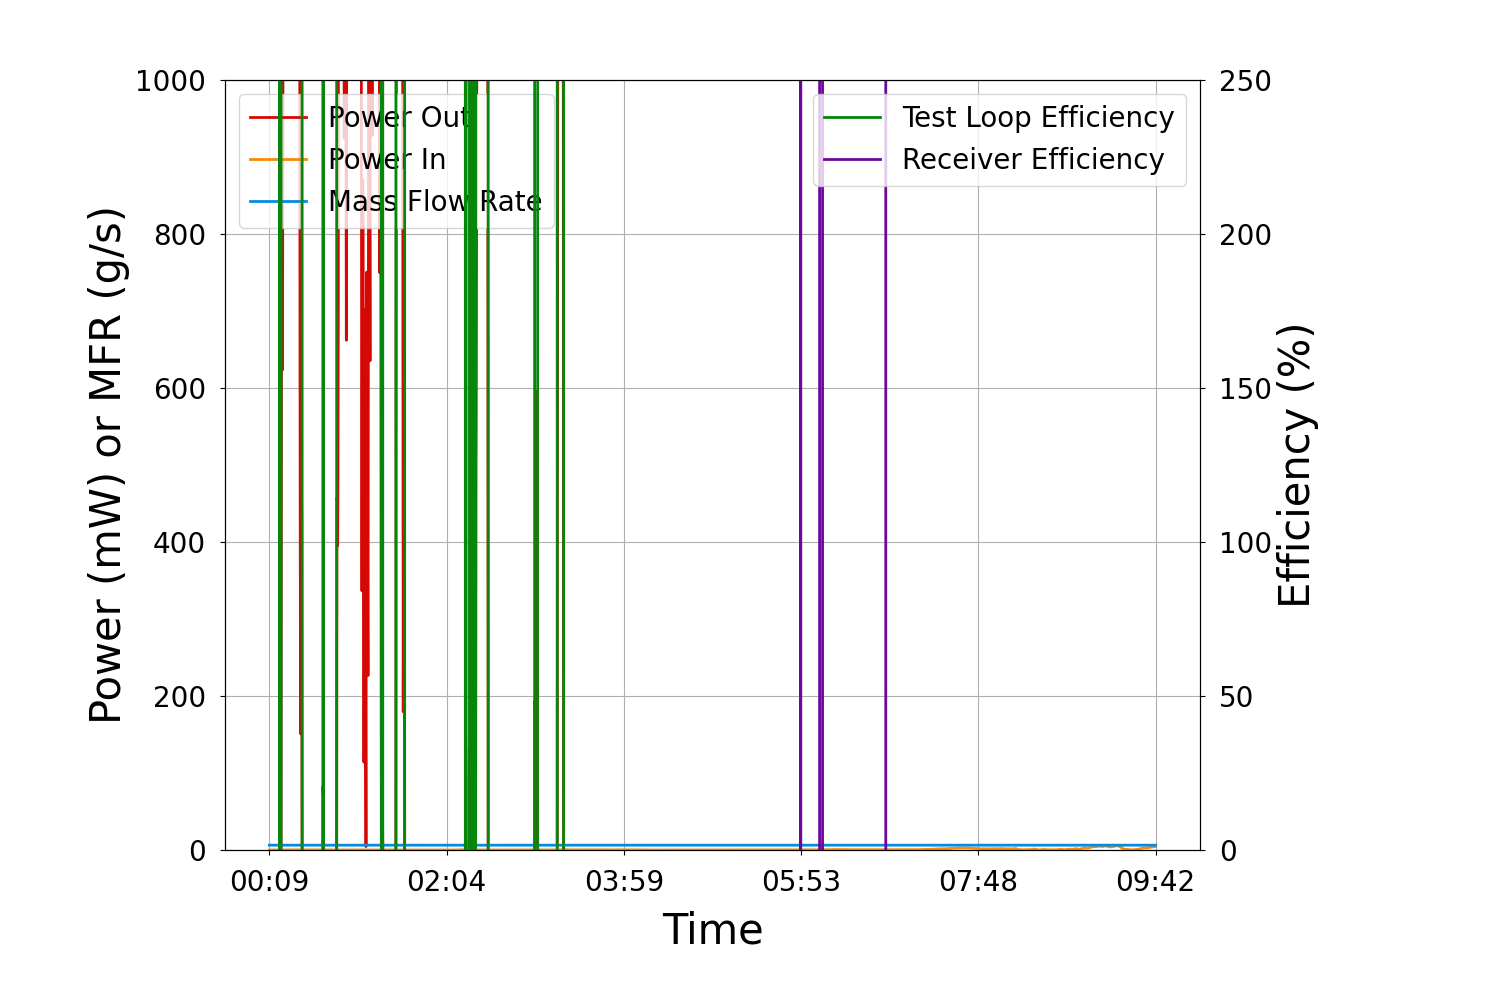 1000
800
600
400
200
0
Power (mW) or MFR (g/s)
Power Out
Power In
Mass Flow Rate
Test Loop Efficiency
Receiver Efficiency
250
200
150
100
50
0
Efficiency (%)
00:09 02:04 03:59 05:53 07:48 09:42
Time